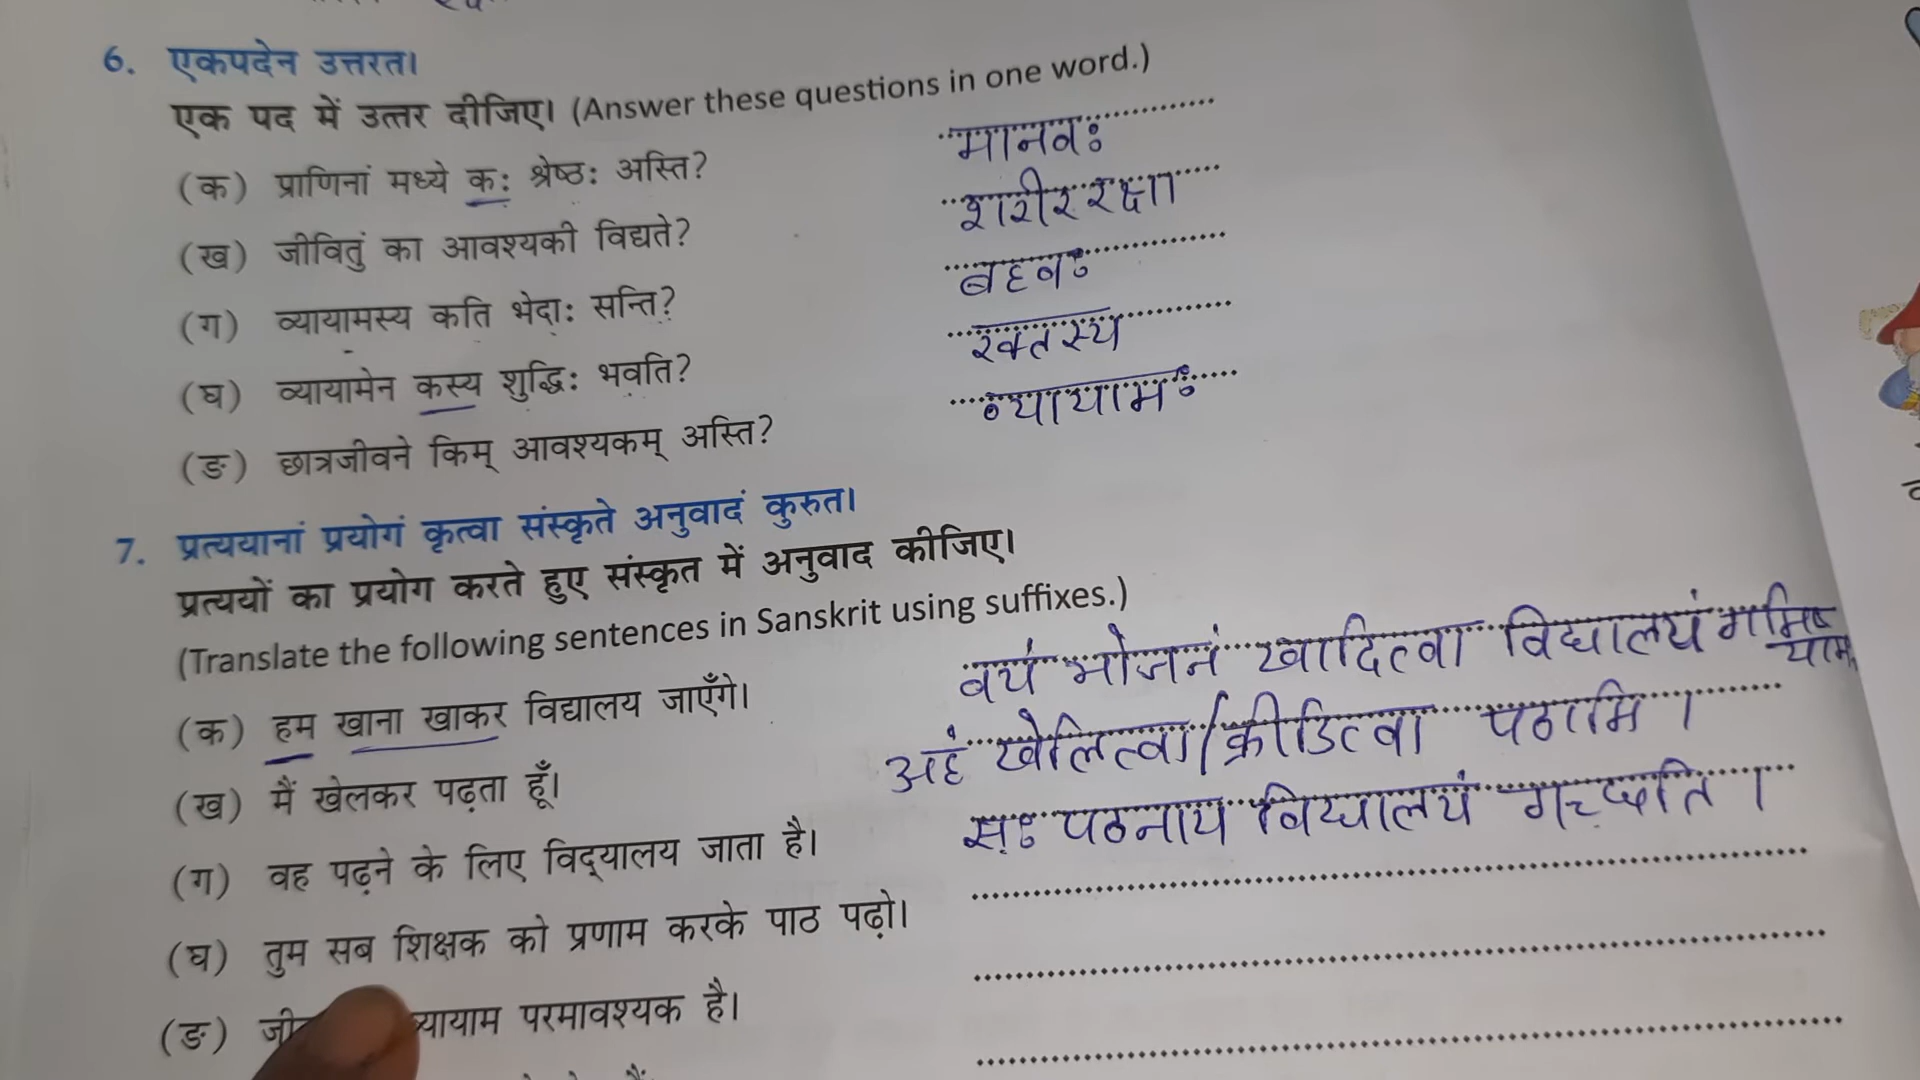 6. एकपदेन उत्तरत।
एक पद में उत्तर दीजिए। (Answer these questions in one word.)
(क) प्राणिनां मध्ये कः श्रेष्ठः अस्ति? मानवः
(ख) जीवितुं का आवश्यकी विद्यते? शरीररक्षा
(ग) व्यायामस्य कति भेदाः सन्ति? बहवः
(घ) व्यायामेन कस्य शुद्धिः भवति? रक्तस्य
(ङ) छात्रजीवने किम् आवश्यकम् अस्ति? व्यायामः
7. प्रत्ययानां प्रयोगं कृत्वा संस्कृते अनुवादं कुरुत।
प्रत्ययों का प्रयोग करते हुए संस्कृत में अनुवाद कीजिए।
(Translate the following sentences in Sanskrit using suffixes.)
(क) हम खाना खाकर विद्यालय जाएँगे। वयं भोजनं खादित्वा विद्यालयं गमिष्यामः
(ख) मैं खेलकर पढ़ता हूँ। अहं खेलित्वा/क्रीडित्वा पठामि।
(ग) वह पढ़ने के लिए विद्‌यालय जाता है। सः पठनाय विद्यालयं गच्छति।
(घ) तुम सब शिक्षक को प्रणाम करके पाठ पढ़ो।
(ङ) परमावश्यक है।